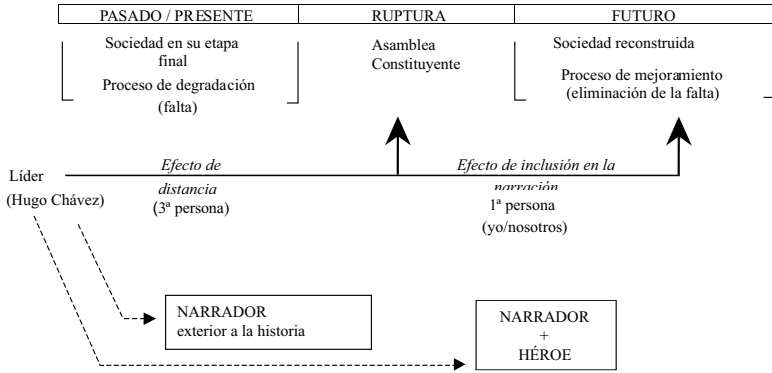 PASADO / PRESENTE
RUPTURA
FUTURO
Sociedad en su etapa
final
Proceso de degradación
(falta)
Asamblea
Constituyente
Sociedad reconstruida
Proceso de mejoramiento
(eliminación de la falta)
Líder
(Hugo Chávez)
Efecto de
distancia
(3ª persona)
Efecto de inclusión en la
narración
1ª persona
(yo/nosotros)
NARRADOR
exterior a la historia
NARRADOR
+
HÉROE